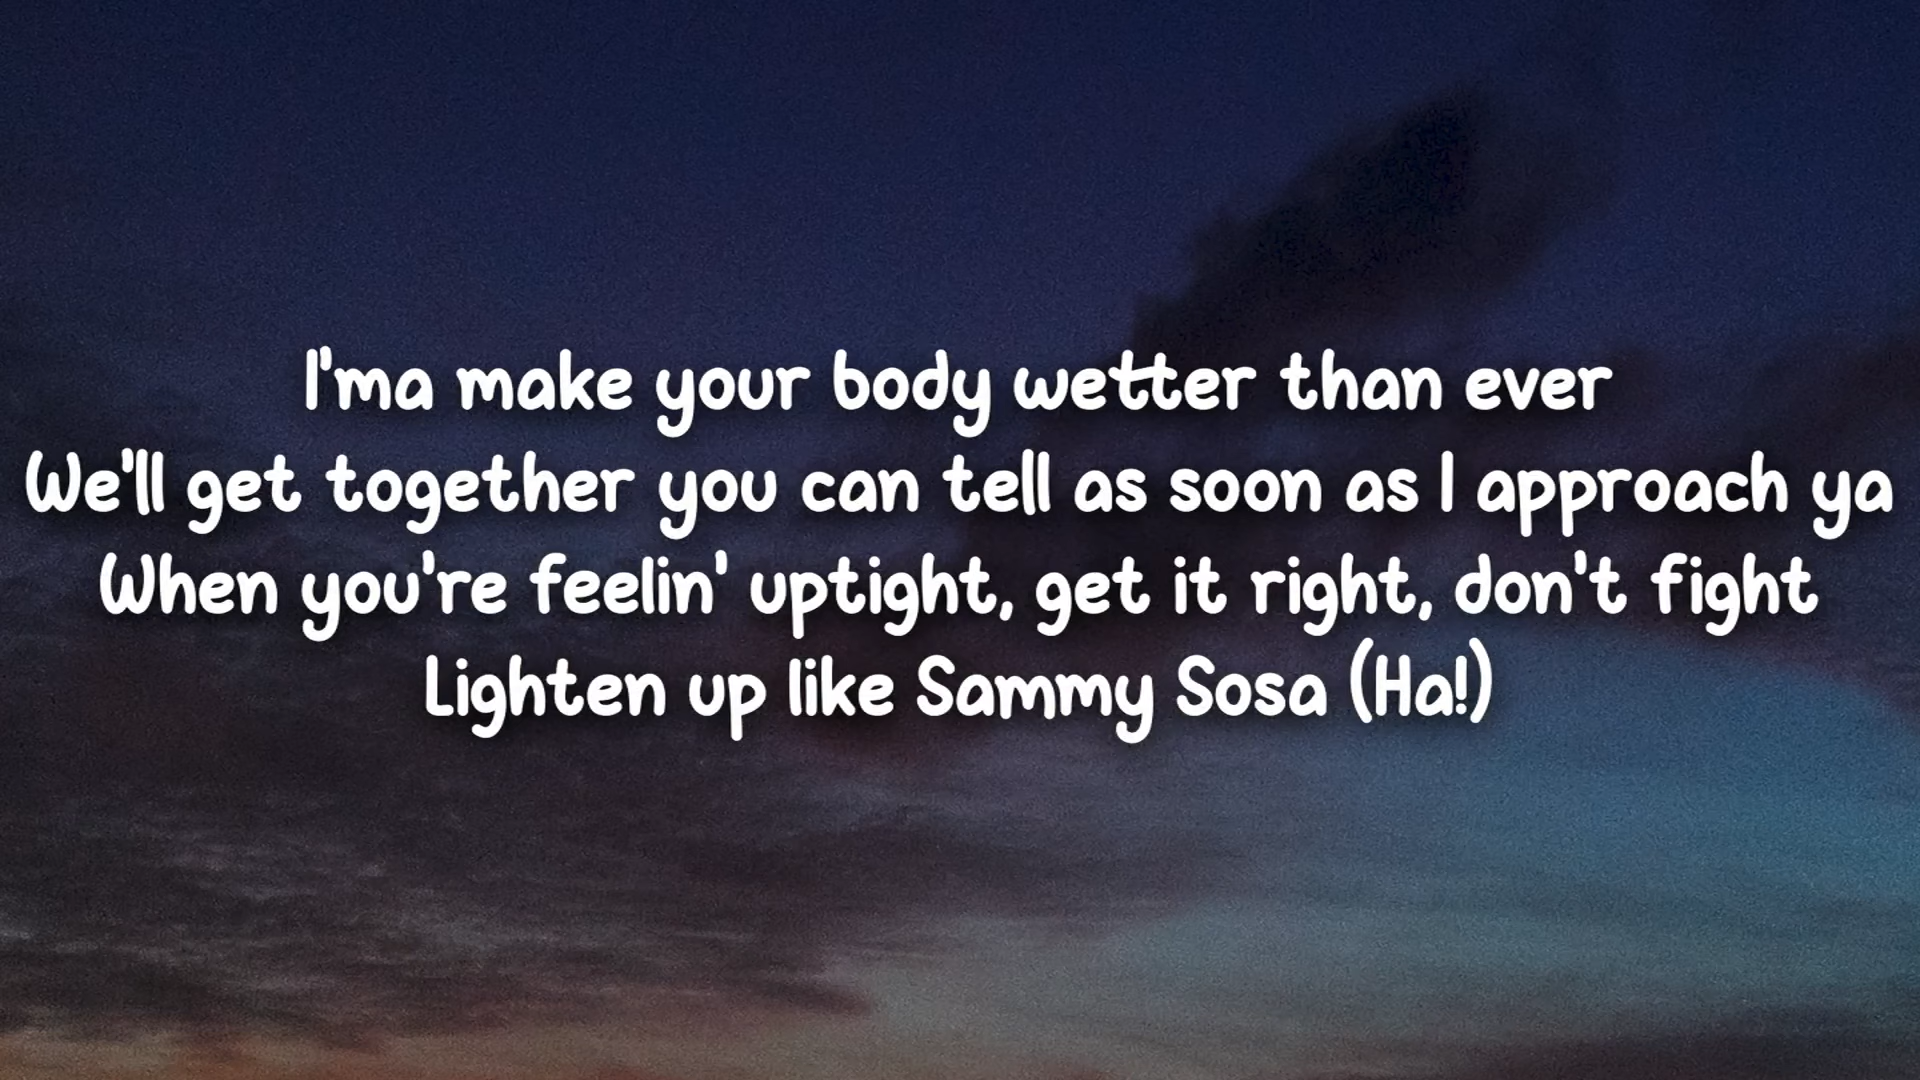 I'ma make your body wetter than ever
We'll get together you can tell as soon as I approach ya
When you're feelin' uptight, get it right, don't fight
Lighten up like Sammy Sosa (Ha!)